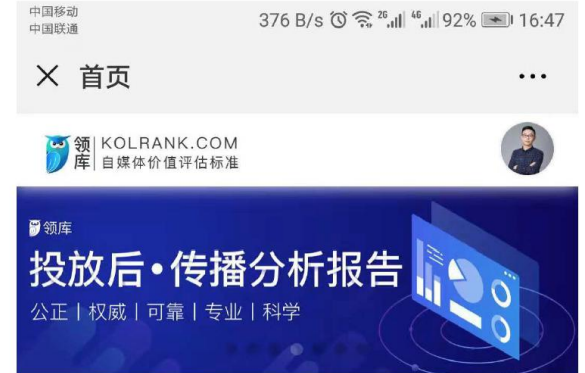 中国移动
中国联通
376 B/s 2G 4G 92% 16:47
首页
领库 KOLRANK.COM
自媒体价值评估标准
领库
投放后•传播分析报告
公正|权威|可靠|专业|科学